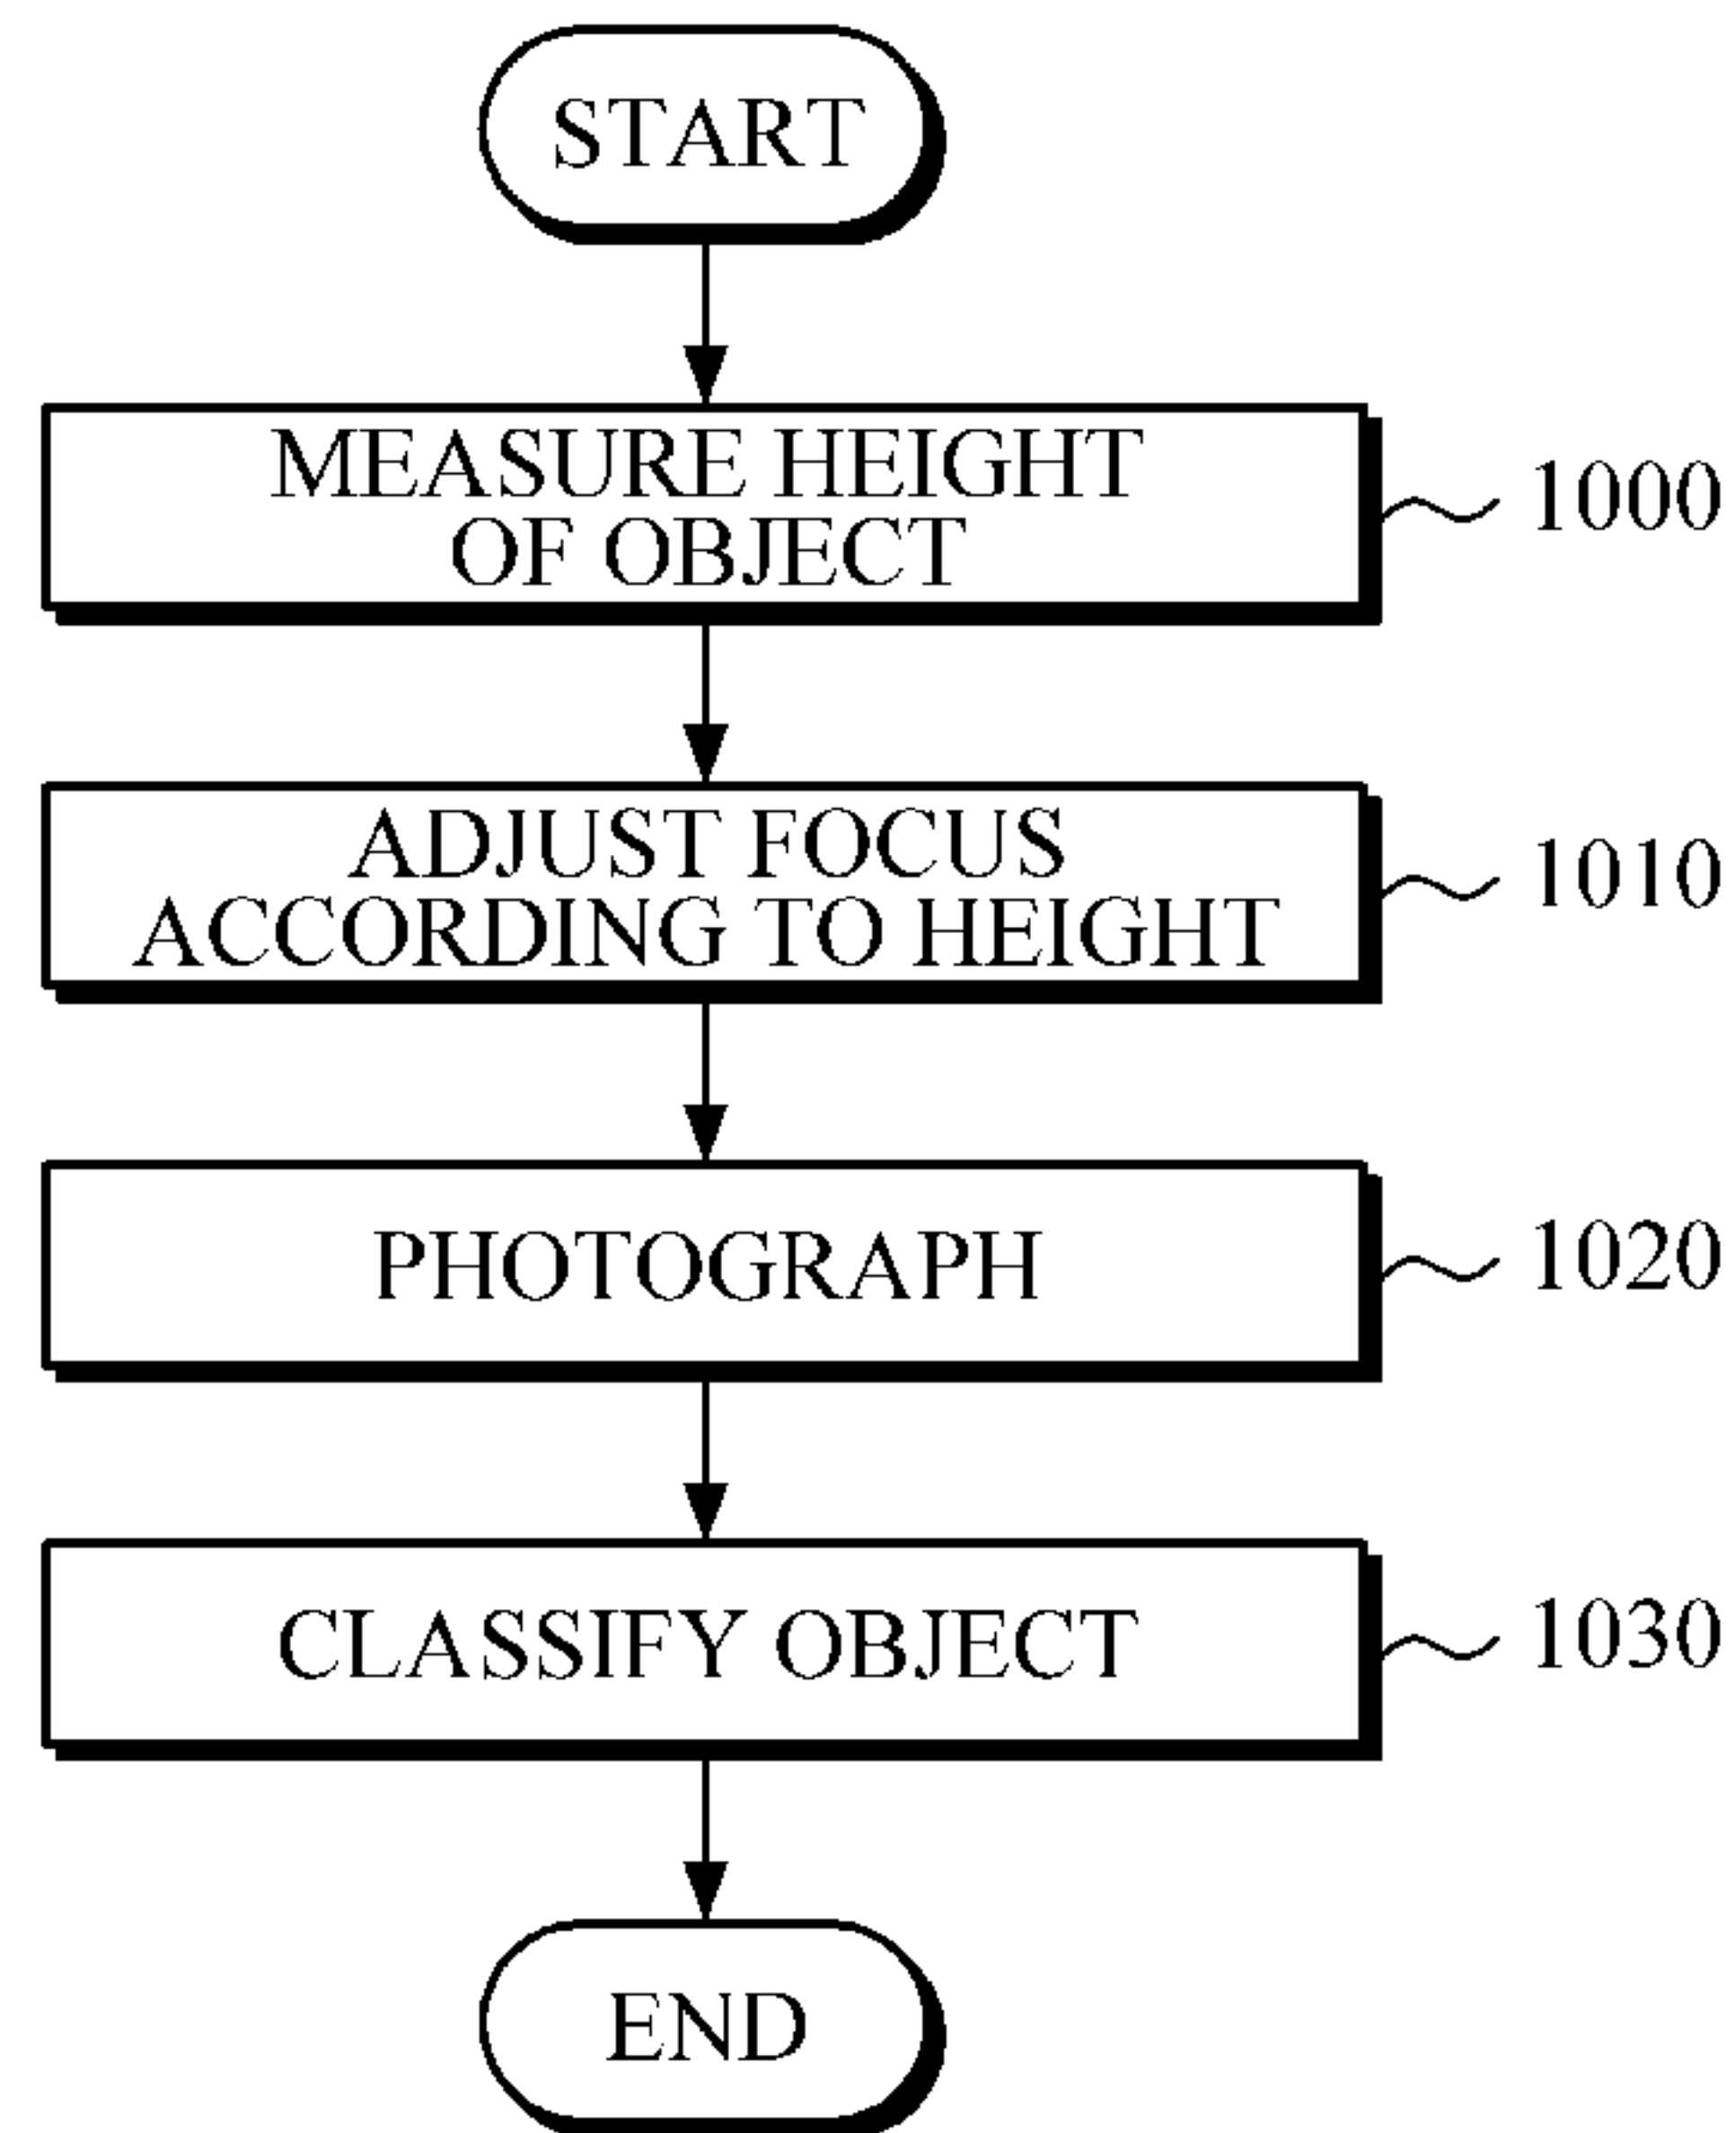 START
MEASURE HEIGHT
OF OBJECT
1000
ADJUST FOCUS
ACCORDING TO HEIGHT
1010
PHOTOGRAPH
1020
CLASSIFY OBJECT
1030
END